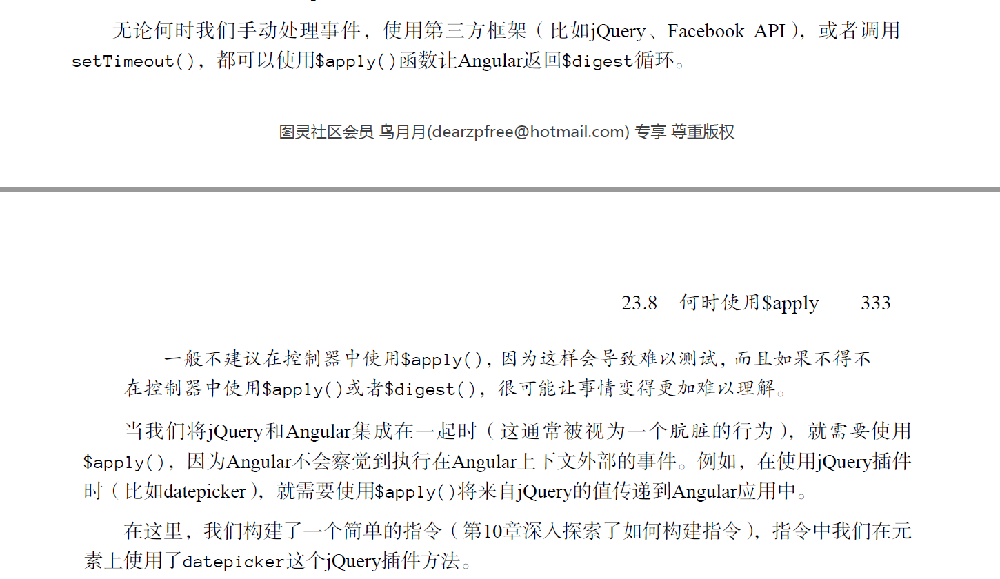 无论何时我们手动处理事件，使用第三方框架（比如jQuery、Facebook API），或者调用
setTimeout()，都可以使用$apply()函数让Angular返回$digest循环。
图灵社区会员 鸟月月(dearzpfree@hotmail.com) 专享 尊重版权
23.8 何时使用$apply 333
一般不建议在控制器中使用$apply()，因为这样会导致难以测试，而且如果不得不
在控制器中使用$apply()或者$digest()，很可能让事情变得更加难以理解。
当我们将jQuery和Angular集成在一起时（这通常被视为一个肮脏的行为），就需要使用
$apply()，因为Angular不会察觉到执行在Angular上下文外部的事件。例如，在使用jQuery插件
时（比如datepicker），就需要使用$apply()将来自jQuery的值传递到Angular应用中。
在这里，我们构建了一个简单的指令（第10章深入探索了如何构建指令），指令中我们在元
素上使用了datepicker这个jQuery插件方法。